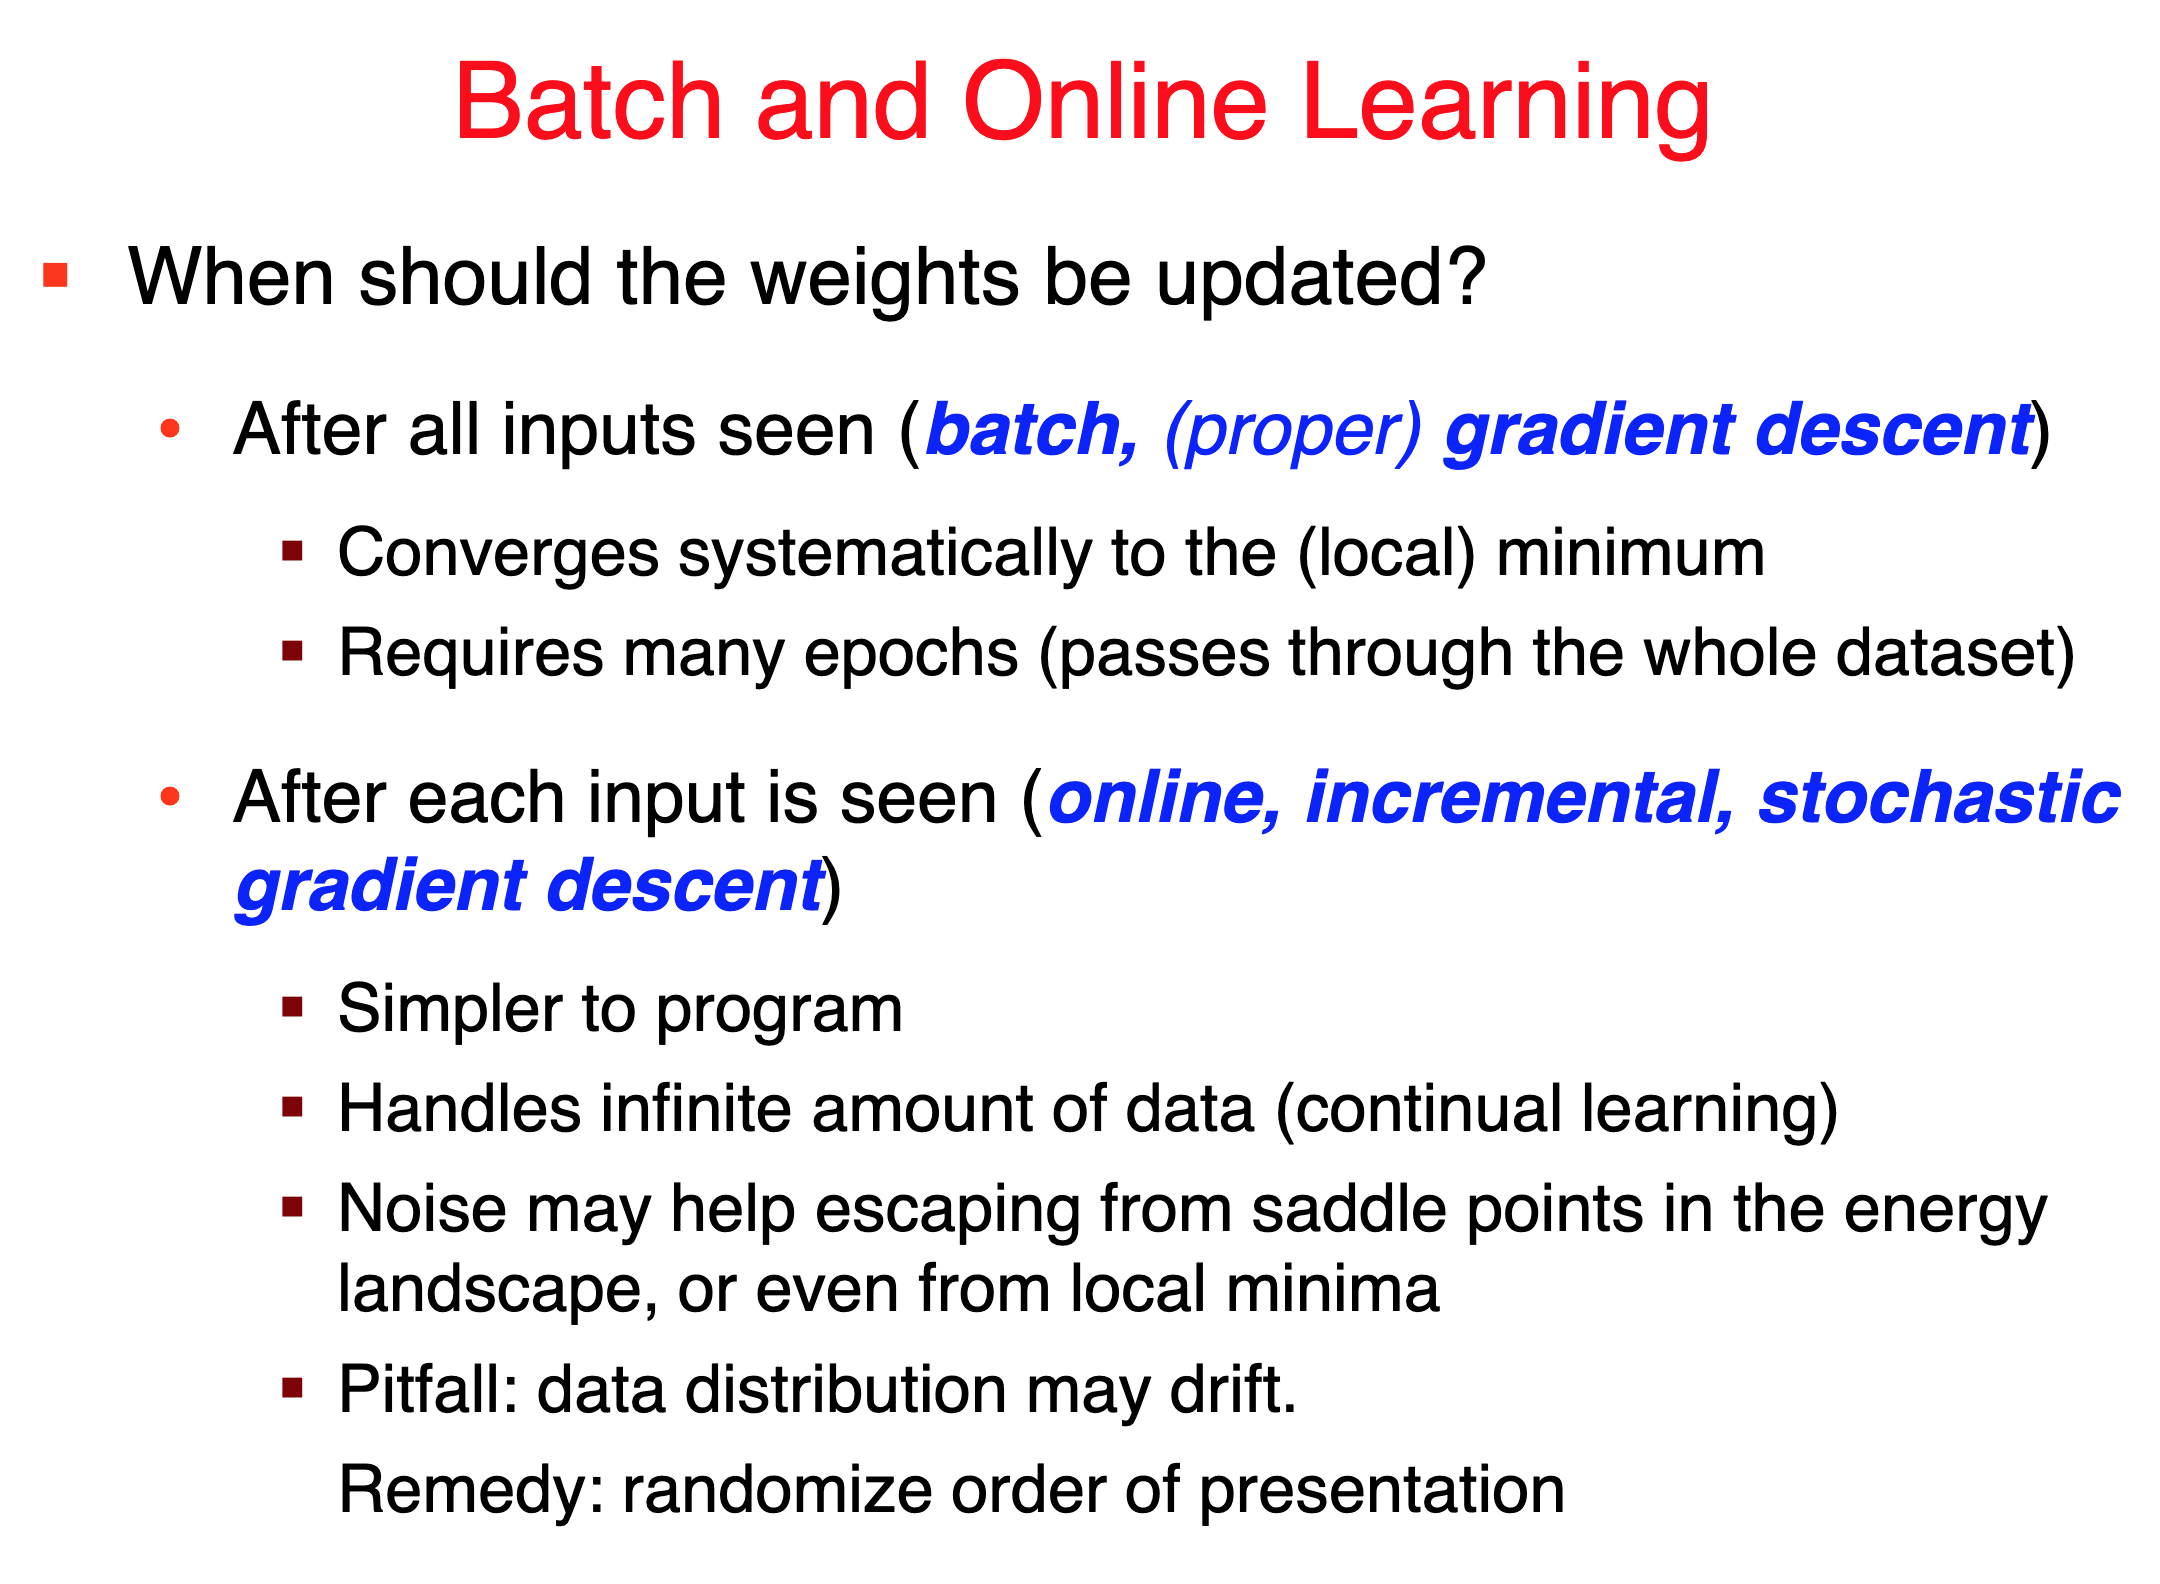 Batch and Online Learning
When should the weights be updated?
After all inputs seen (batch, (proper) gradient descent)
Converges systematically to the (local) minimum
Requires many epochs (passes through the whole dataset)
After each input is seen (online, incremental, stochastic
gradient descent)
Simpler to program
Handles infinite amount of data (continual learning)
Noise may help escaping from saddle points in the energy
landscape, or even from local minima
Pitfall: data distribution may drift.
Remedy: randomize order of presentation